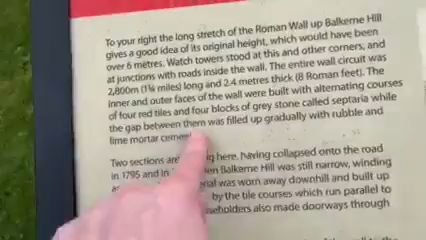 To your right the long stretch of the Roman Wall up Balkerne Hill
gives a good idea of its original height, which would have been
over 6 metres. Watch towers stood at this and other corners, and
at junctions with roads inside the wall. The entire wall circuit was
2,800m (1¾ miles) long and 2.4 metres thick (8 Roman feet). The
inner and outer faces of the wall were built with alternating courses
of four red tiles and four blocks of grey stone called septaria while
the gap between them was filled up gradually with rubble and
lime mortar
Two sections are here, having collapsed onto the road
in 1795 and in Balkerne Hill was still narrow, winding
was worn away downhill and built up
by the tile courses which run parallel to
also made doorways through